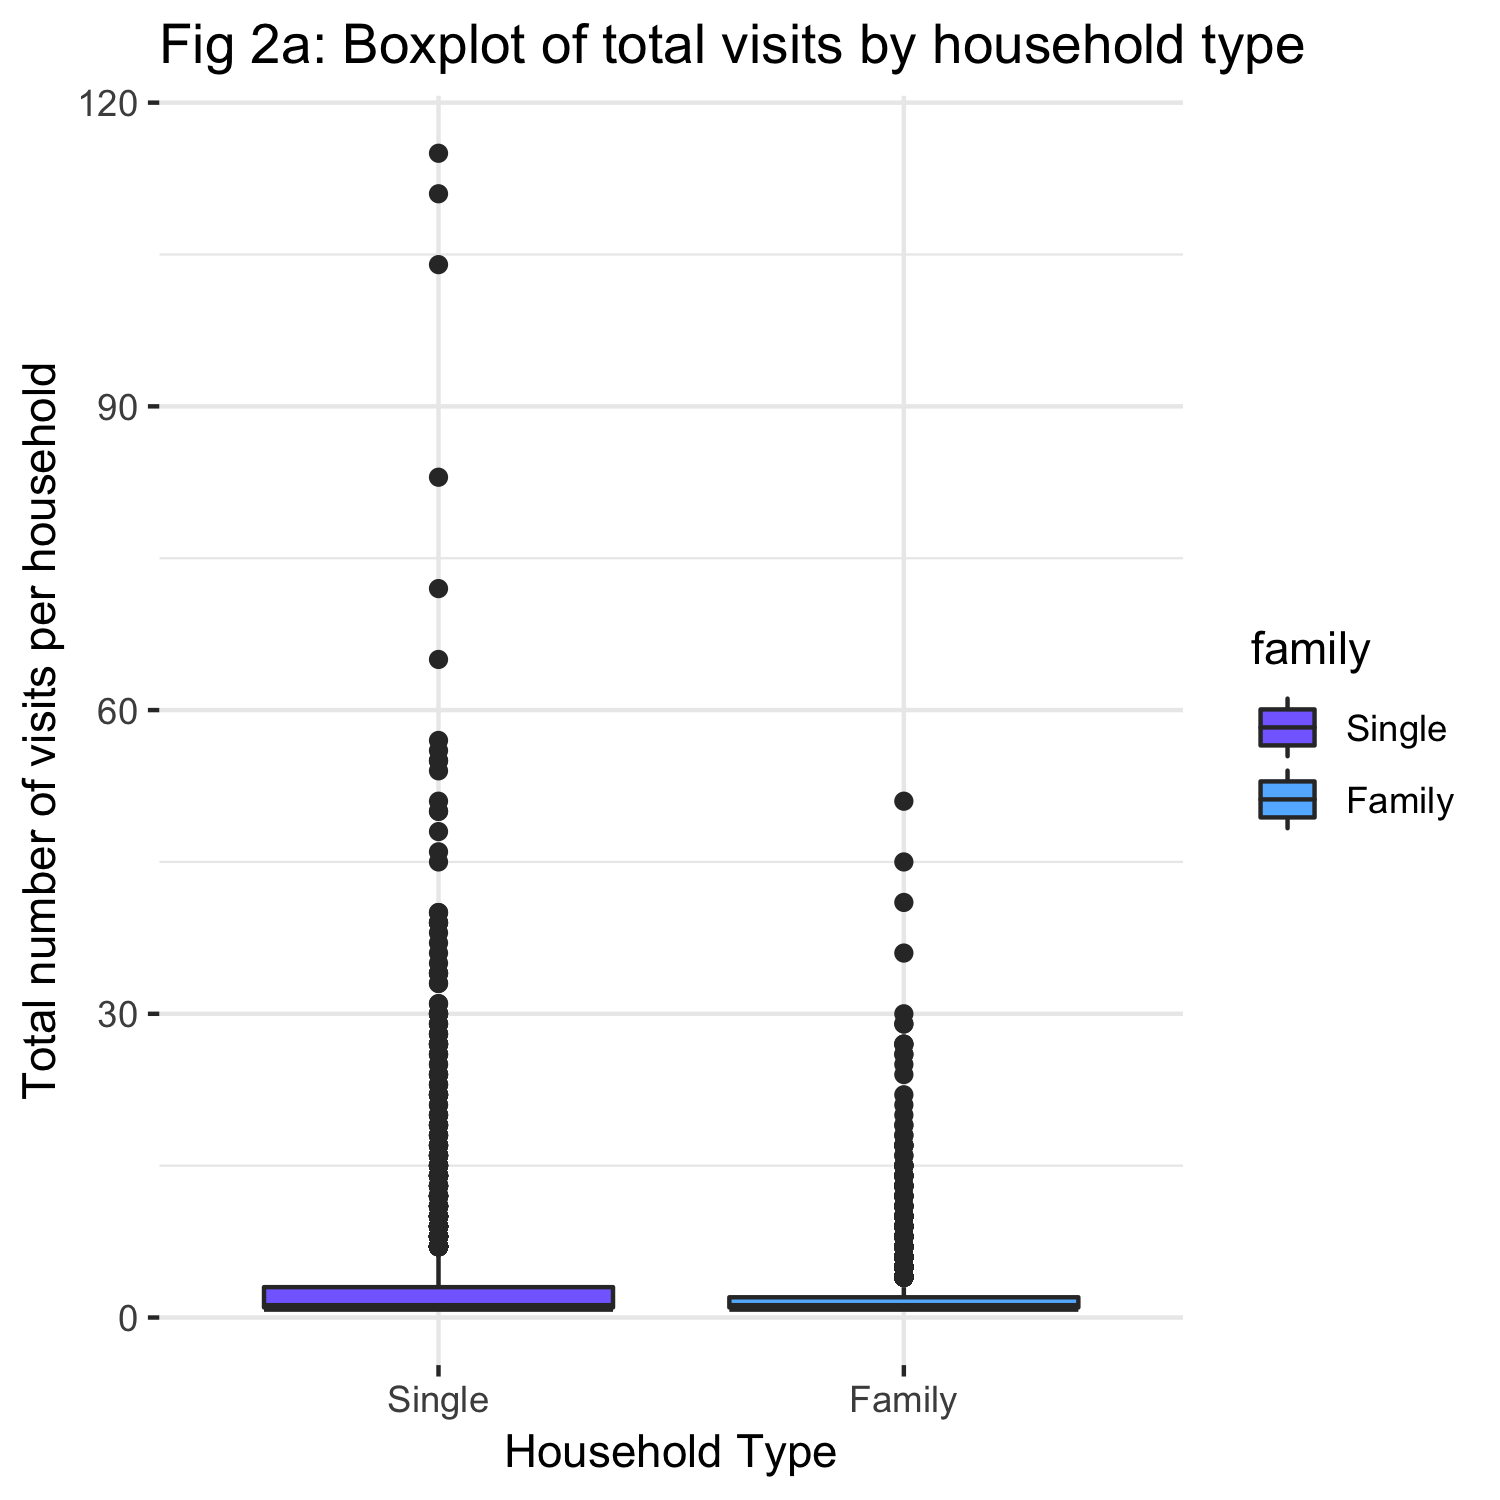 Fig 2a: Boxplot of total visits by household type
Total number of visits per household
120
90
60
30
0
Single
Family
Household Type
family
Single
Family